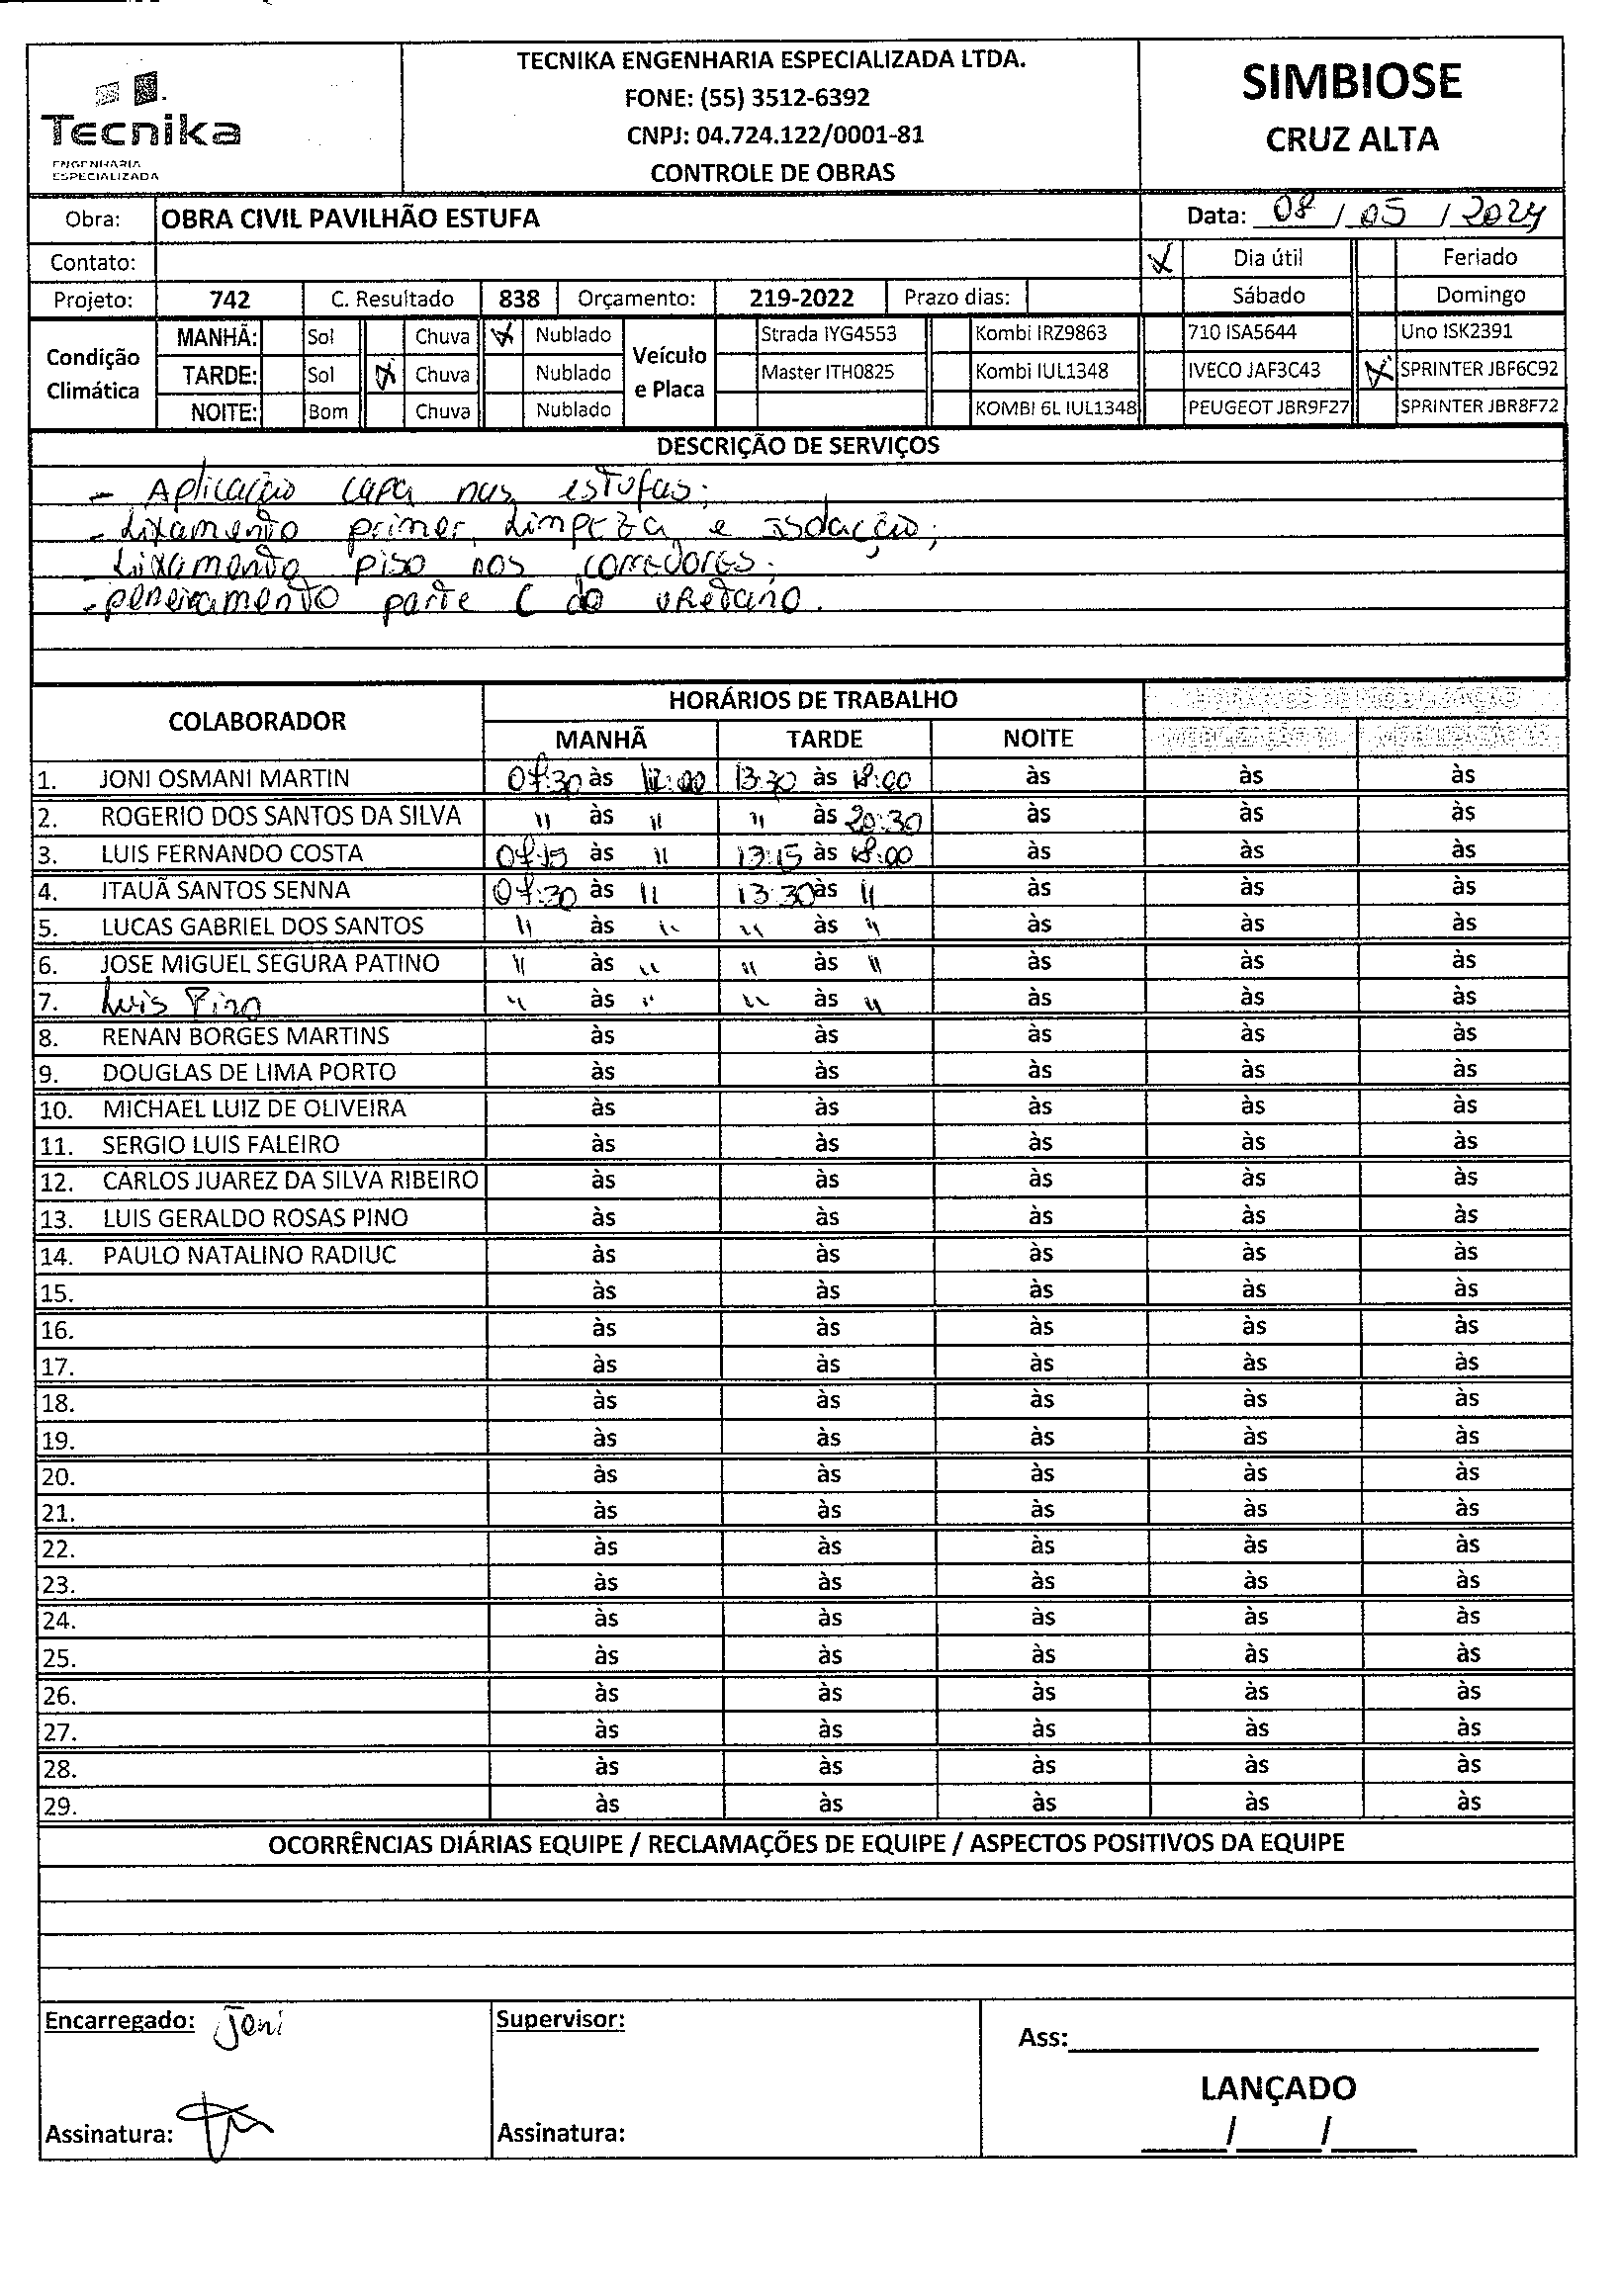 Tecnika
ENGENHARIA
ESPECIALIZADA
TECNIKA ENGENHARIA ESPECIALIZADA LTDA.
FONE: (55) 3512-6392
CNPJ: 04.724.122/0001-81
CONTROLE DE OBRAS
SIMBIOSE
CRUZ ALTA
Obra: OBRA CIVIL PAVILHÃO ESTUFA Data: 08 / 05 / 2024
Contato: X Dia útil Feriado
Projeto: 742 C. Resultado 838 Orçamento: 219-2022 Prazo dias: Sábado Domingo
Condição Climática
MANHÃ: Sol Chuva X Nublado
TARDE: Sol X Chuva Nublado
NOITE: Bom Chuva Nublado
Veículo e Placa
Strada IYG4553 Kombi IRZ9863 710 ISA5644 Uno ISK2391
Master ITH0825 Kombi IUL1348 IVECO JAF3C43 X SPRINTER JBF6C92
KOMBI 6L IUL1348 PEUGEOT JBR9F27 SPRINTER JBR8F72
DESCRIÇÃO DE SERVIÇOS
- Aplicação capa nas estufas;
- Lixamento primer, Limpeza e isolação;
- Lixamento piso nos corredores;
- peneiramento parte C do uretano.
COLABORADOR HORÁRIOS DE TRABALHO
MANHÃ TARDE NOITE
1. JONI OSMANI MARTIN 07:30 às 12:00 13:30 às 18:00 às às às
2. ROGERIO DOS SANTOS DA SILVA " às " " às 20:30 às às às
3. LUIS FERNANDO COSTA 07:15 às " 13:15 às 18:00 às às às
4. ITAUÃ SANTOS SENNA 07:30 às " 13:30 às " às às às
5. LUCAS GABRIEL DOS SANTOS " às " " às " às às às
6. JOSE MIGUEL SEGURA PATINO " às " " às " às às às
7. Luis Pino " às " " às " às às às
8. RENAN BORGES MARTINS às às às às às
9. DOUGLAS DE LIMA PORTO às às às às às
10. MICHAEL LUIZ DE OLIVEIRA às às às às às
11. SERGIO LUIS FALEIRO às às às às às
12. CARLOS JUAREZ DA SILVA RIBEIRO às às às às às
13. LUIS GERALDO ROSAS PINO às às às às às
14. PAULO NATALINO RADIUC às às às às às
15. às às às às às
16. às às às às às
17. às às às às às
18. às às às às às
19. às às às às às
20. às às às às às
21. às às às às às
22. às às às às às
23. às às às às às
24. às às às às às
25. às às às às às
26. às às às às às
27. às às às às às
28. às às às às às
29. às às às às às
OCORRÊNCIAS DIÁRIAS EQUIPE / RECLAMAÇÕES DE EQUIPE / ASPECTOS POSITIVOS DA EQUIPE
Encarregado: Joni
Assinatura:
Supervisor:
Assinatura:
Ass:
LANÇADO
/ /